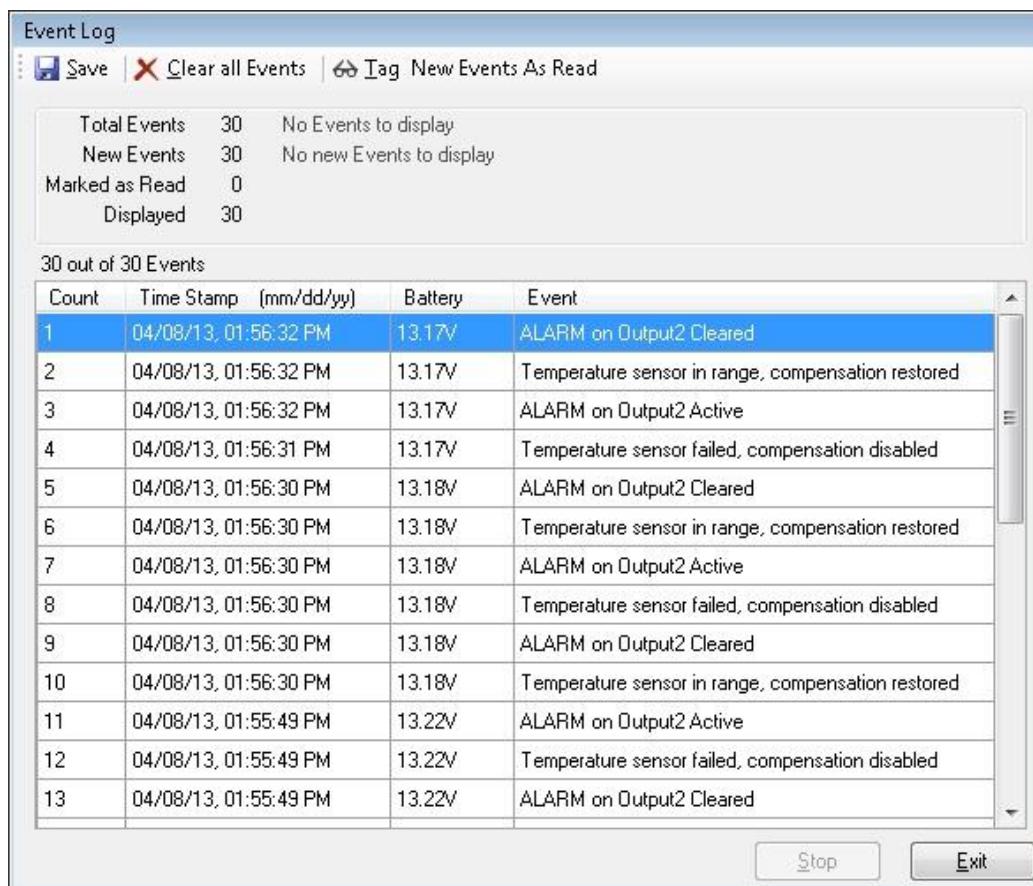 Event Log
Save Clear all Events Tag New Events As Read
Total Events 30 No Events to display
New Events 30 No new Events to display
Marked as Read 0
Displayed 30
30 out of 30 Events
Count Time Stamp (mm/dd/yy) Battery Event
1 04/08/13, 01:56:32 PM 13.17V ALARM on Output2 Cleared
2 04/08/13, 01:56:32 PM 13.17V Temperature sensor in range, compensation restored
3 04/08/13, 01:56:32 PM 13.17V ALARM on Output2 Active
4 04/08/13, 01:56:31 PM 13.17V Temperature sensor failed, compensation disabled
5 04/08/13, 01:56:30 PM 13.18V ALARM on Output2 Cleared
6 04/08/13, 01:56:30 PM 13.18V Temperature sensor in range, compensation restored
7 04/08/13, 01:56:30 PM 13.18V ALARM on Output2 Active
8 04/08/13, 01:56:30 PM 13.18V Temperature sensor failed, compensation disabled
9 04/08/13, 01:56:30 PM 13.18V ALARM on Output2 Cleared
10 04/08/13, 01:56:30 PM 13.18V Temperature sensor in range, compensation restored
11 04/08/13, 01:55:49 PM 13.22V ALARM on Output2 Active
12 04/08/13, 01:55:49 PM 13.22V Temperature sensor failed, compensation disabled
13 04/08/13, 01:55:49 PM 13.22V ALARM on Output2 Cleared
Stop Exit